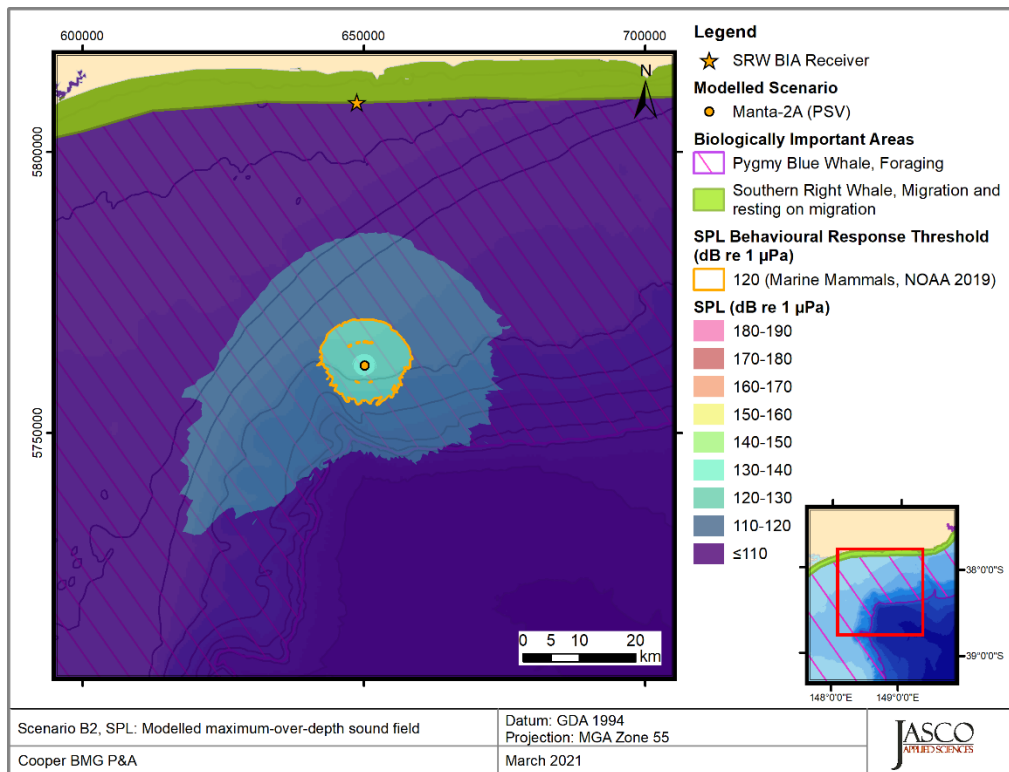 600000
650000
700000
5800000
5750000
N
0 5 10 20
km
Legend
SRW BIA Receiver
Modelled Scenario
Manta-2A (PSV)
Biologically Important Areas
Pygmy Blue Whale, Foraging
Southern Right Whale, Migration and
resting on migration
SPL Behavioural Response Threshold
(dB re 1 µPa)
120 (Marine Mammals, NOAA 2019)
SPL (dB re 1 µPa)
180-190
170-180
160-170
150-160
140-150
130-140
120-130
110-120
≤110
38°0'0"S
39°0'0"S
148°0'0"E
149°0'0"E
Scenario B2, SPL: Modelled maximum-over-depth sound field
Datum: GDA 1994
Projection: MGA Zone 55
Cooper BMG P&A
March 2021
JASCO
APPLIED SCIENCES